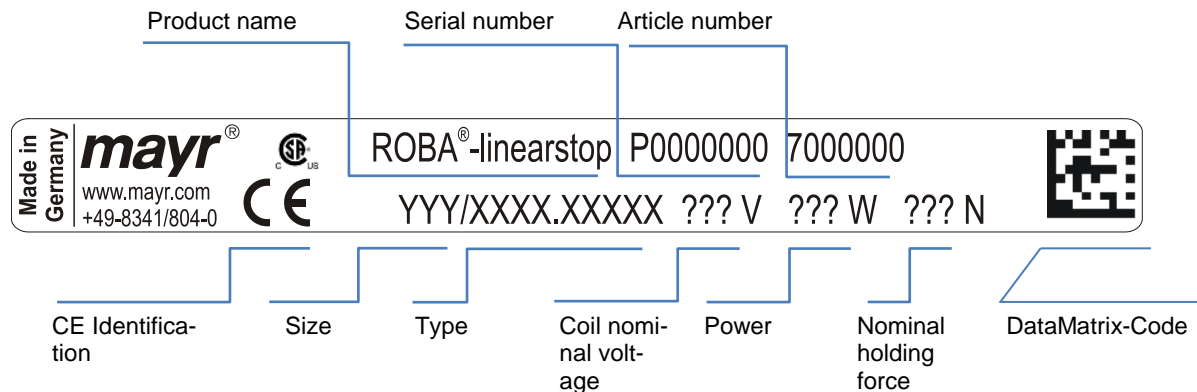 Product name Serial number Article number
Made in
Germany
mayr®
www.mayr.com
+49-8341/804-0
C SA® US
CE
ROBA®-linearstop P0000000 7000000
YYY/XXXX.XXXXX ??? V ??? W ??? N
CE Identifica-
tion
Size
Type
Coil nomi-
nal volt-
age
Power
Nominal
holding
force
DataMatrix-Code